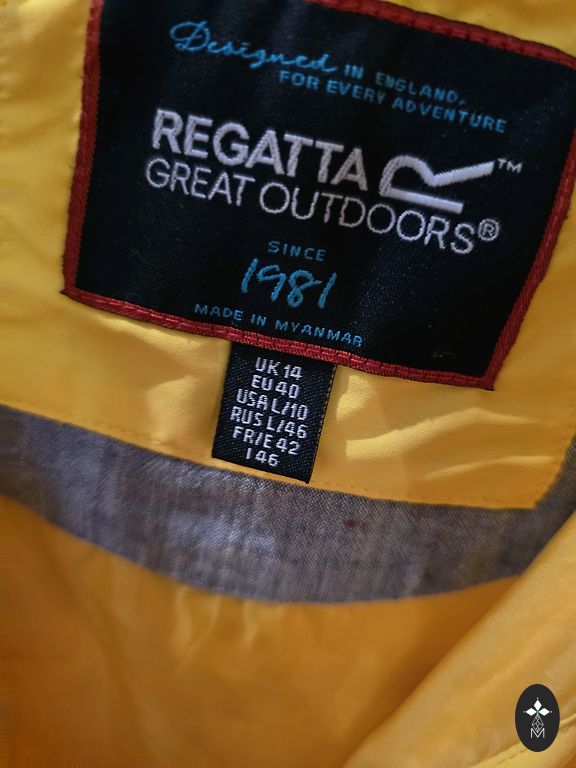 Designed IN ENGLAND,
FOR EVERY ADVENTURE
REGATTA R™
GREAT OUTDOORS®
SINCE
1981
MADE IN MYANMAR
UK 14
EU 40
USA L/10
RUS L/46
FR/E 42
I 46
M